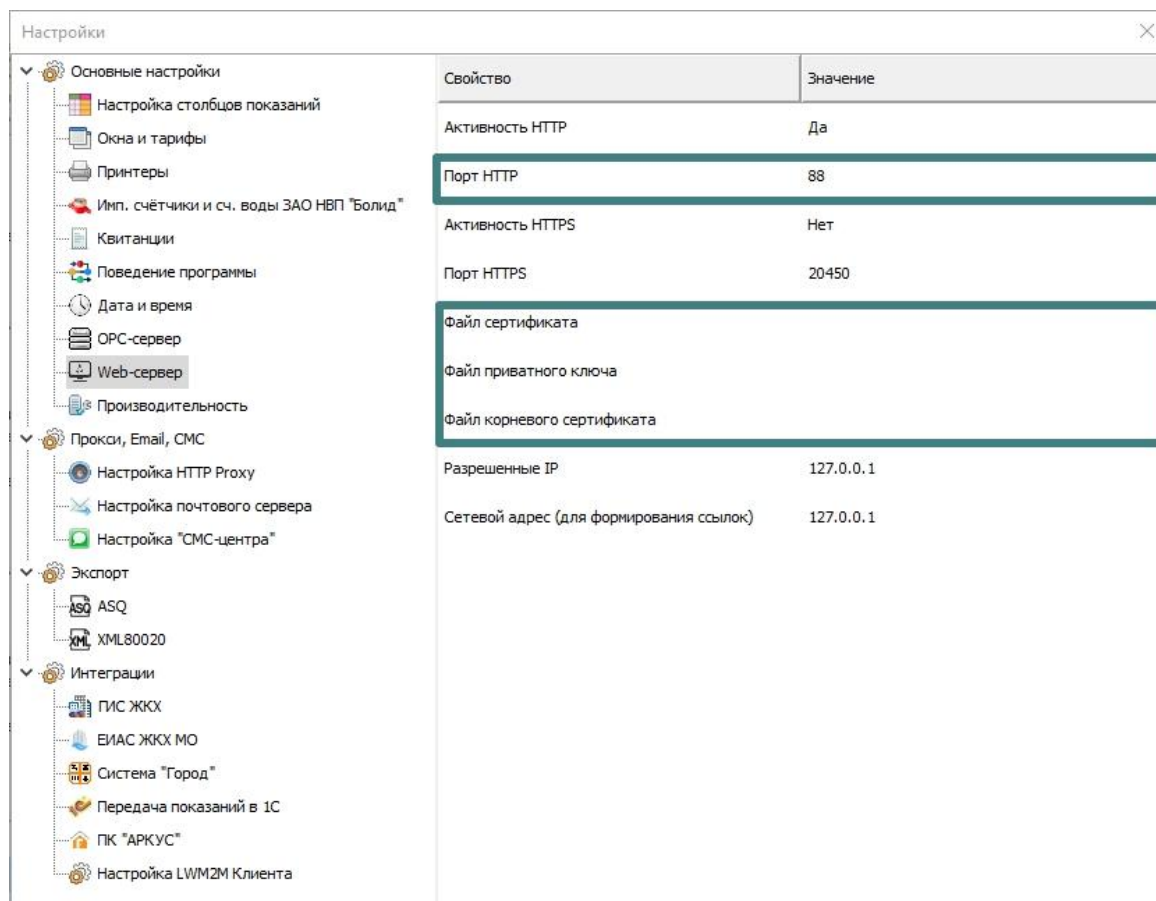 Настройки
Основные настройки
Настройка столбцов показаний
Окна и тарифы
Принтеры
Имп. счётчики и сч. воды ЗАО НВП "Болид"
Квитанции
Поведение программы
Дата и время
OPC-сервер
Web-сервер
Производительность
Прокси, Email, СМС
Настройка HTTP Proxy
Настройка почтового сервера
Настройка "СМС-центра"
Экспорт
ASQ ASQ
XML XML80020
Интеграции
ГИС ЖКХ
ЕИАС ЖКХ МО
Система "Город"
Передача показаний в 1С
ПК "АРКУС"
Настройка LWM2M Клиента
Свойство Значение
Активность HTTP Да
Порт HTTP 88
Активность HTTPS Нет
Порт HTTPS 20450
Файл сертификата
Файл приватного ключа
Файл корневого сертификата
Разрешенные IP 127.0.0.1
Сетевой адрес (для формирования ссылок) 127.0.0.1